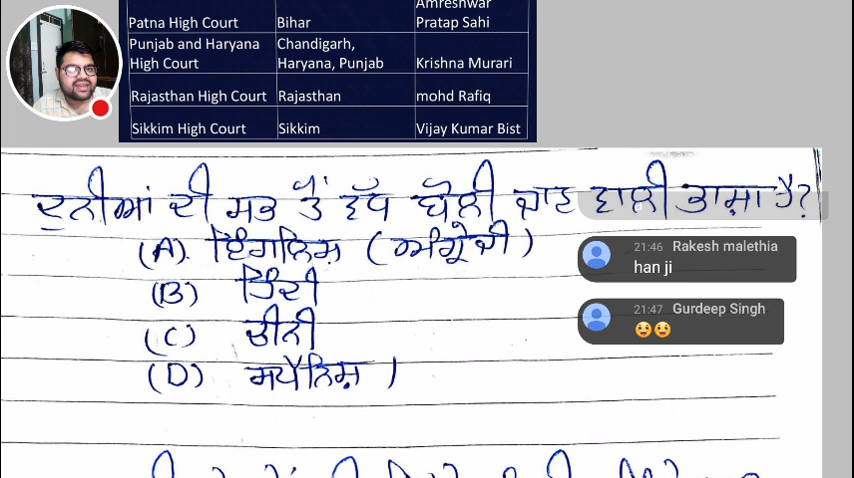 Amreshwar
Patna High Court Bihar Pratap Sahi
Punjab and Haryana Chandigarh,
High Court Haryana, Punjab Krishna Murari
Rajasthan High Court Rajasthan mohd Rafiq
Sikkim High Court Sikkim Vijay Kumar Bist
ਦੁਨੀਆਂ ਦੀ ਸਭ ਤੋਂ ਵੱਧ ਬੋਲੀ ਜਾਣ ਵਾਲੀ ਭਾਸ਼ਾ ਹੈ?
(A). ਇੰਗਲਿਸ਼ (ਅੰਗ੍ਰੇਜ਼ੀ)
21:46 Rakesh malethia
han ji
(B) ਹਿੰਦੀ
21:47 Gurdeep Singh
(C) ਚੀਨੀ
😫😫
(D) ਸਪੈਨਿਸ਼ ।